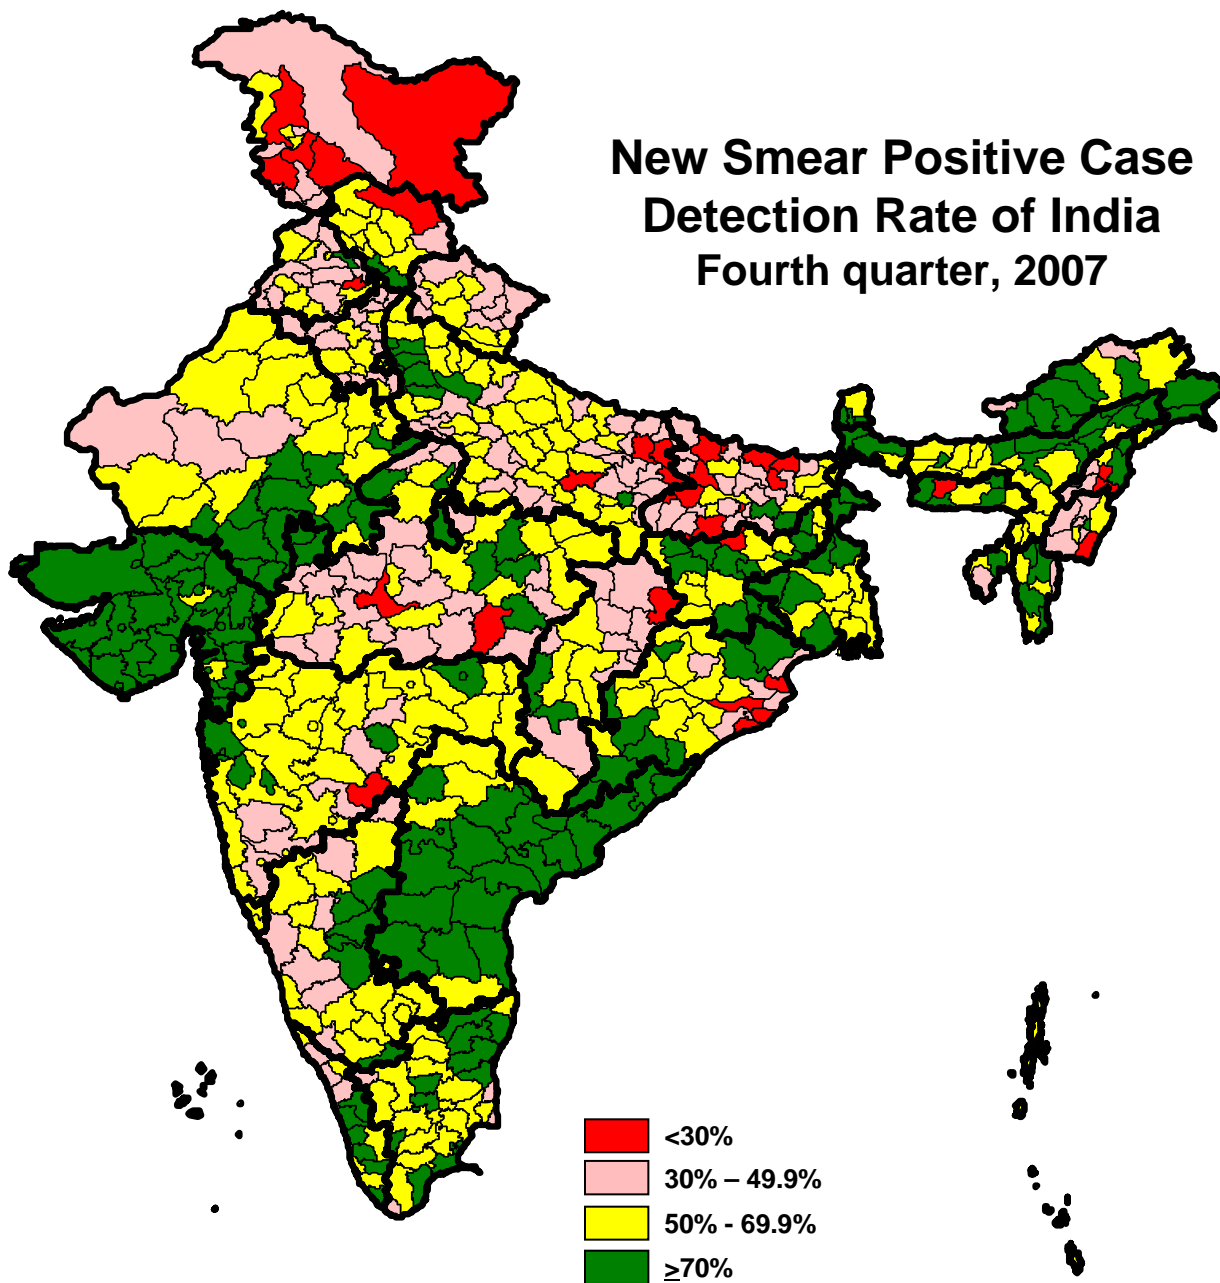 New Smear Positive Case
Detection Rate of India
Fourth quarter, 2007
<30%
30% – 49.9%
50% - 69.9%
≥70%